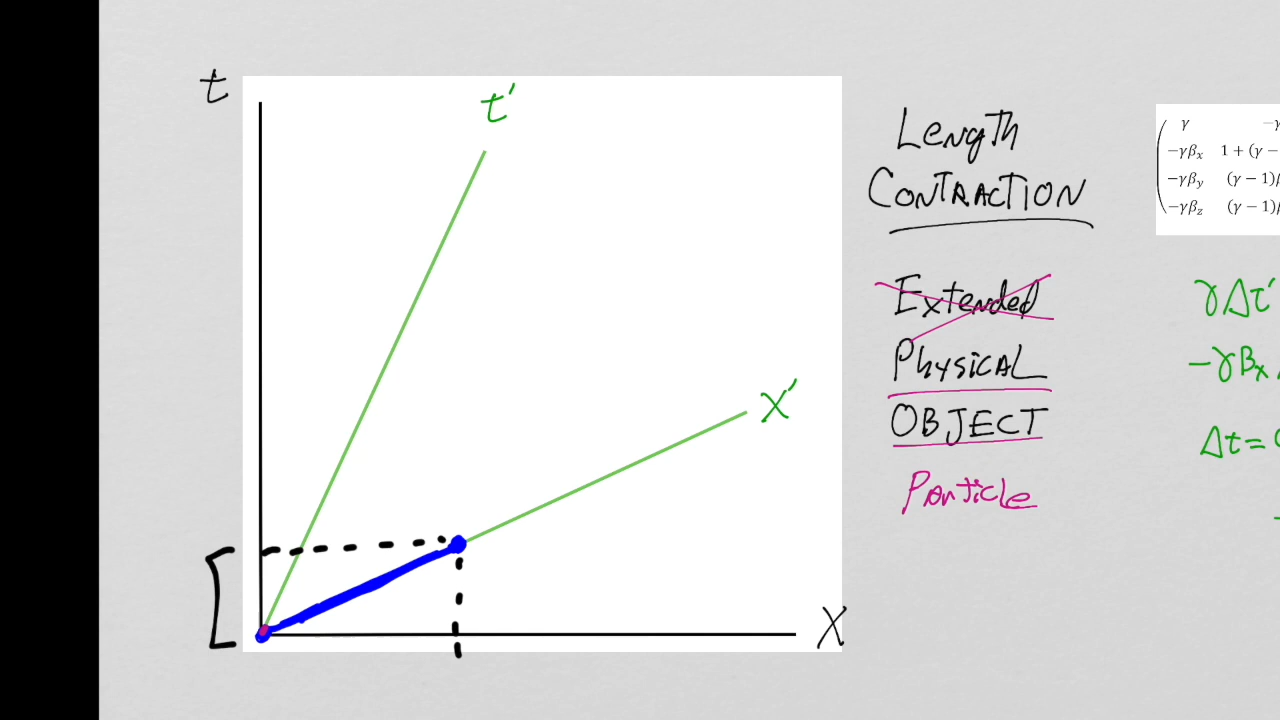 t
t′
x′
X
Length
CONTRACTION
Extended
PhysicAL
OBJECT
Particle
γ −γ
−γβx 1 + (γ −
−γβy (γ − 1)β
−γβz (γ − 1)β
γΔt′
−γβx
Δt=